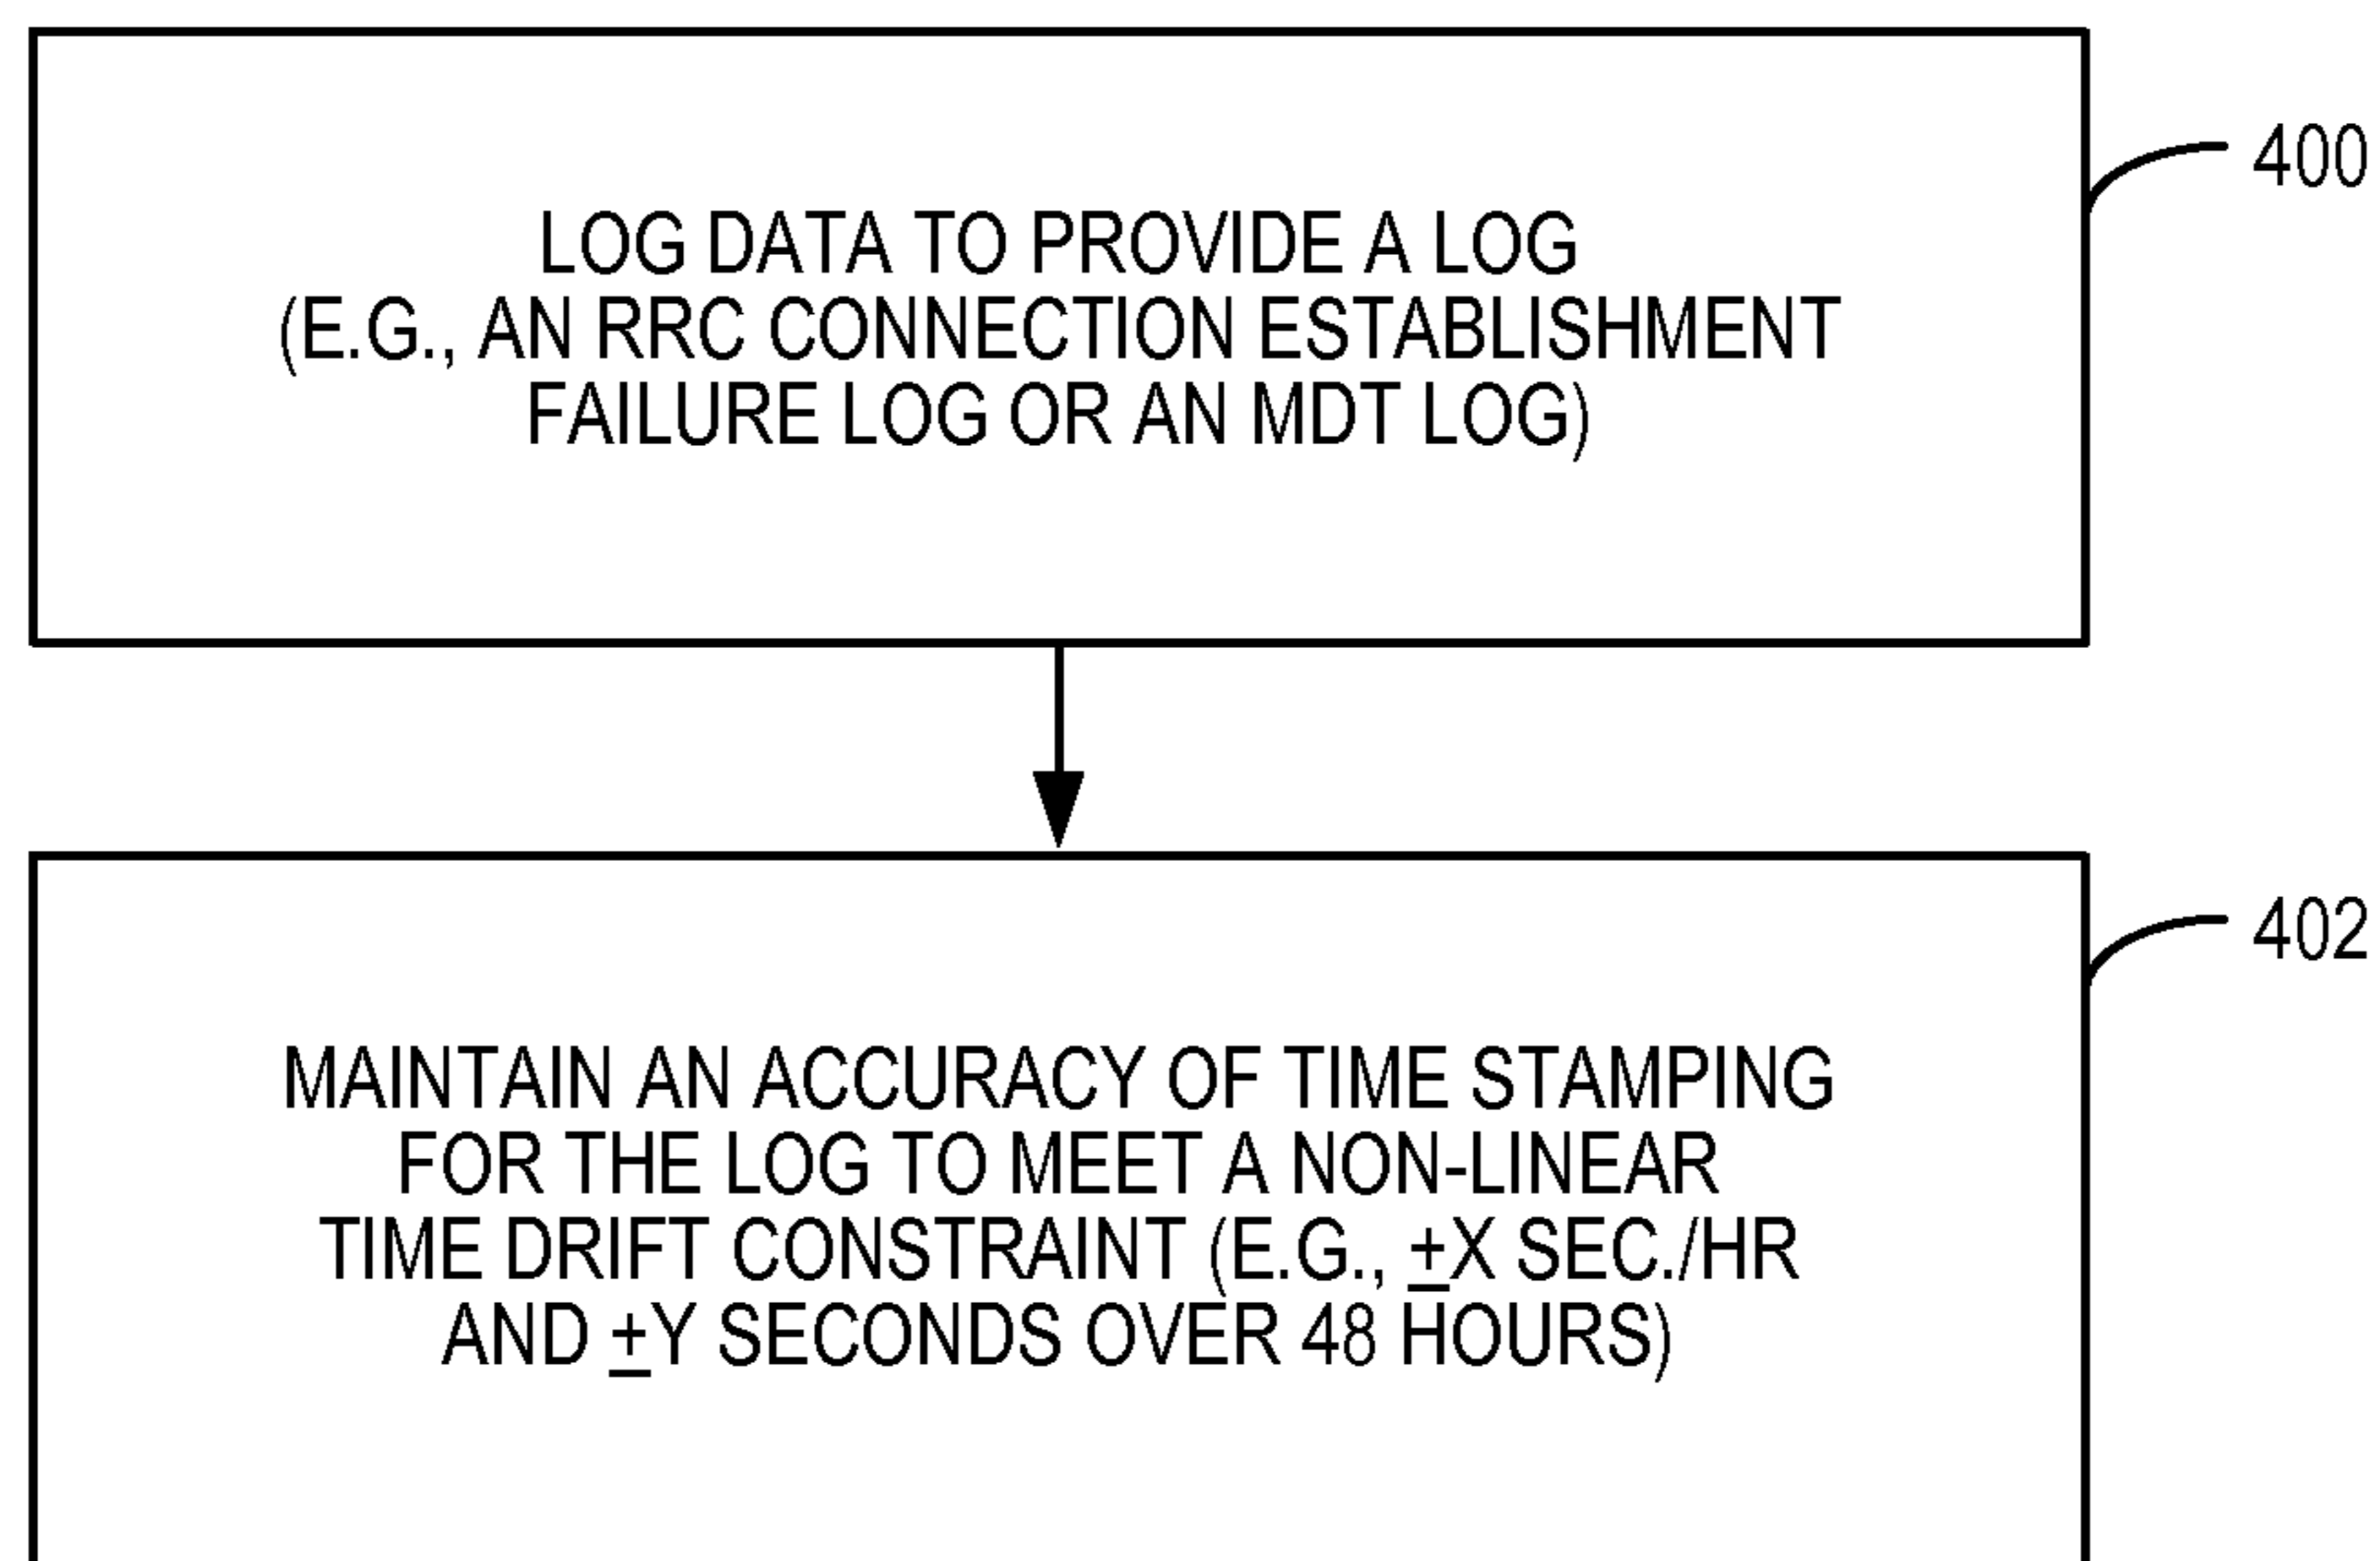 LOG DATA TO PROVIDE A LOG
(E.G., AN RRC CONNECTION ESTABLISHMENT
FAILURE LOG OR AN MDT LOG)
400
MAINTAIN AN ACCURACY OF TIME STAMPING
FOR THE LOG TO MEET A NON-LINEAR
TIME DRIFT CONSTRAINT (E.G., ±X SEC./HR
AND ±Y SECONDS OVER 48 HOURS)
402